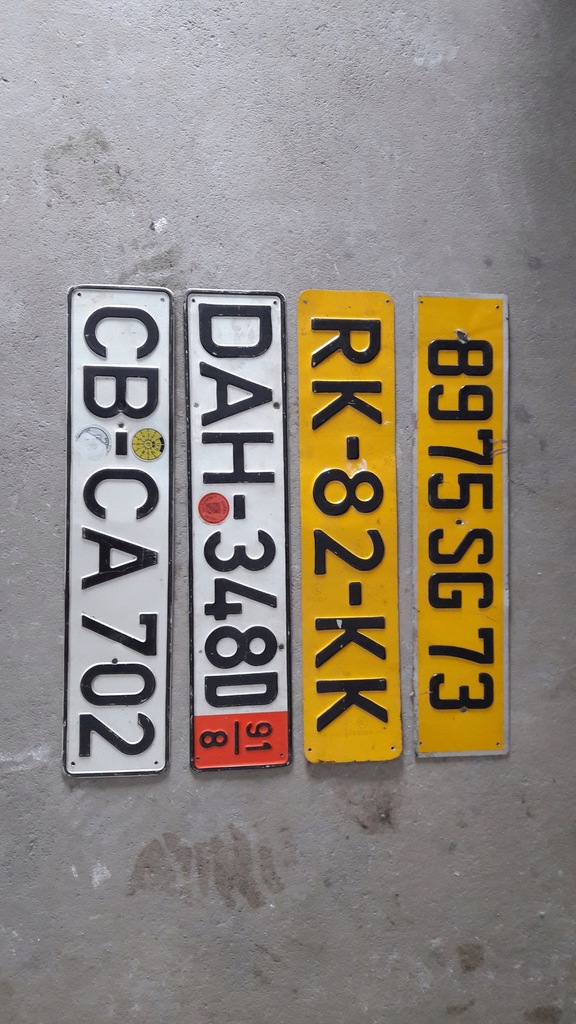 8975 SG 73
RK-82-KK
DAH-348D
91
8
CB-CA 702